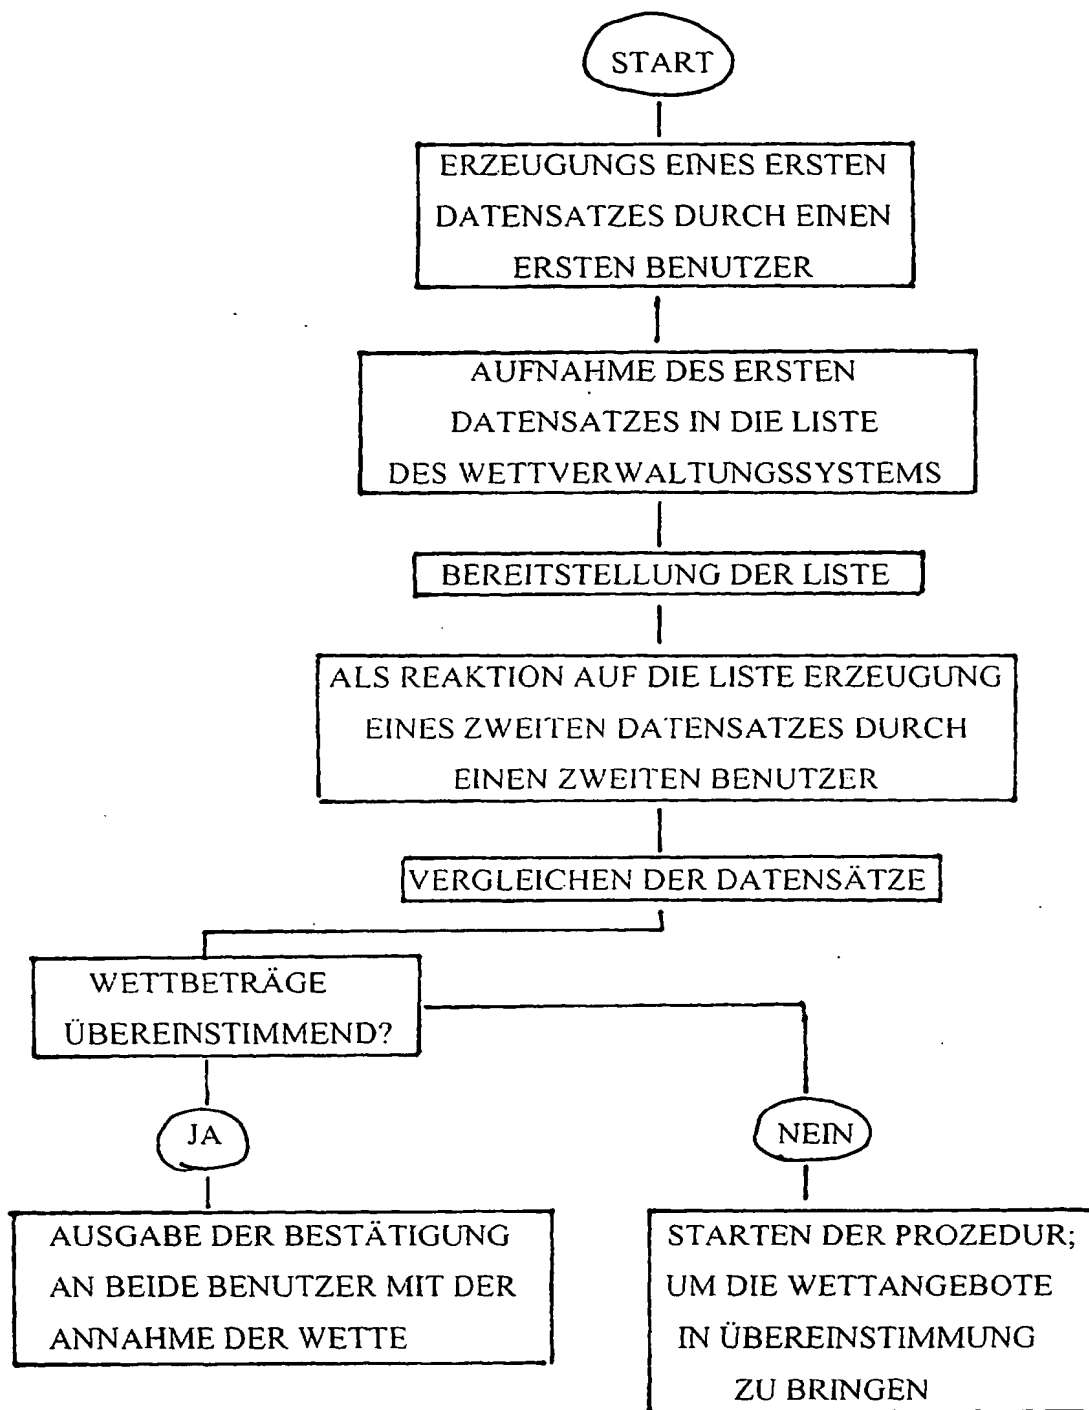 START
ERZEUGUNGS EINES ERSTEN
DATENSATZES DURCH EINEN
ERSTEN BENUTZER
AUFNAHME DES ERSTEN
DATENSATZES IN DIE LISTE
DES WETTVERWALTUNGSSYSTEMS
BEREITSTELLUNG DER LISTE
ALS REAKTION AUF DIE LISTE ERZEUGUNG
EINES ZWEITEN DATENSATZES DURCH
EINEN ZWEITEN BENUTZER
VERGLEICHEN DER DATENSÄTZE
WETTBETRÄGE
ÜBEREINSTIMMEND?
JA
NEIN
AUSGABE DER BESTÄTIGUNG
AN BEIDE BENUTZER MIT DER
ANNAHME DER WETTE
STARTEN DER PROZEDUR;
UM DIE WETTANGEBOTE
IN ÜBEREINSTIMMUNG
ZU BRINGEN